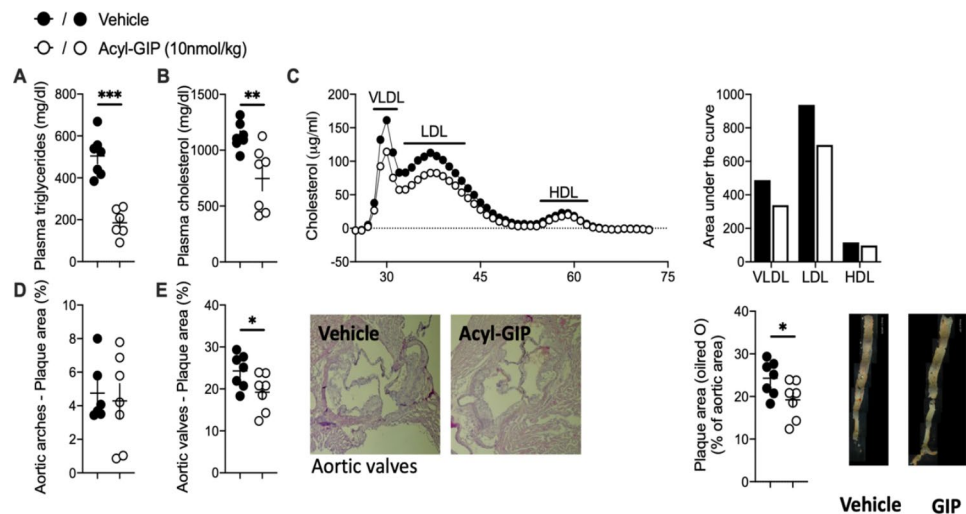 ● / ● Vehicle
○ / ○ Acyl-GIP (10nmol/kg)
A
Plasma triglycerides (mg/dl)
800
600
400
200
0
***
B
Plasma cholesterol (mg/dl)
1500
1000
500
0
**
C
Cholesterol (µg/ml)
200
150
100
50
0
-50
VLDL
LDL
HDL
30
45
60
75
Area under the curve
1000
800
600
400
200
0
VLDL
LDL
HDL
D
Aortic arches - Plaque area (%)
10
8
6
4
2
0
E
Aortic valves - Plaque area (%)
40
30
20
10
0
*
Vehicle
Acyl-GIP
Aortic valves
Plaque area (oilred O)
(% of aortic area)
40
30
20
10
0
*
Vehicle
GIP